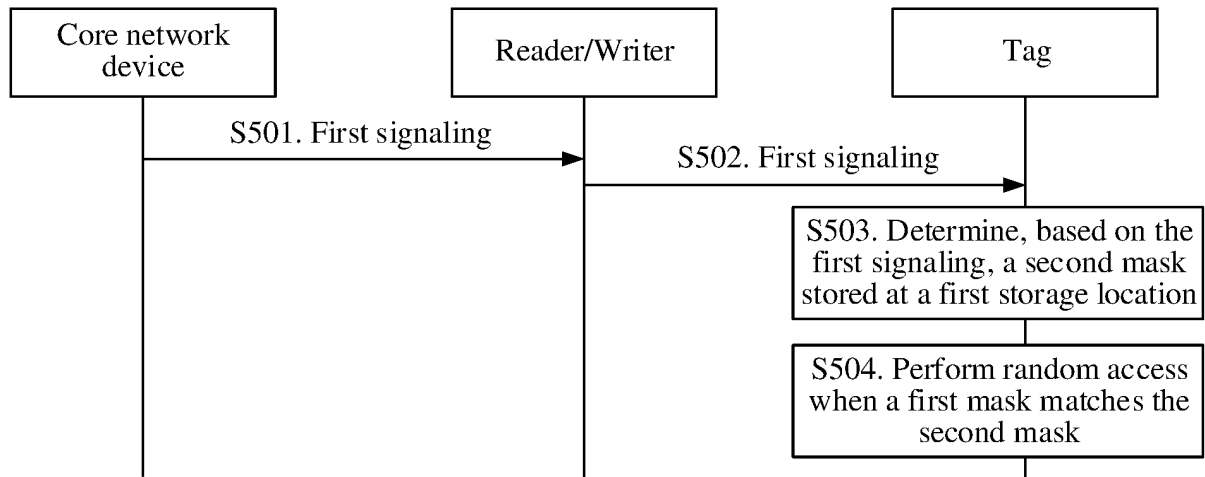 Core network
device
Reader/Writer
Tag
S501. First signaling
S502. First signaling
S503. Determine, based on the
first signaling, a second mask
stored at a first storage location
S504. Perform random access
when a first mask matches the
second mask